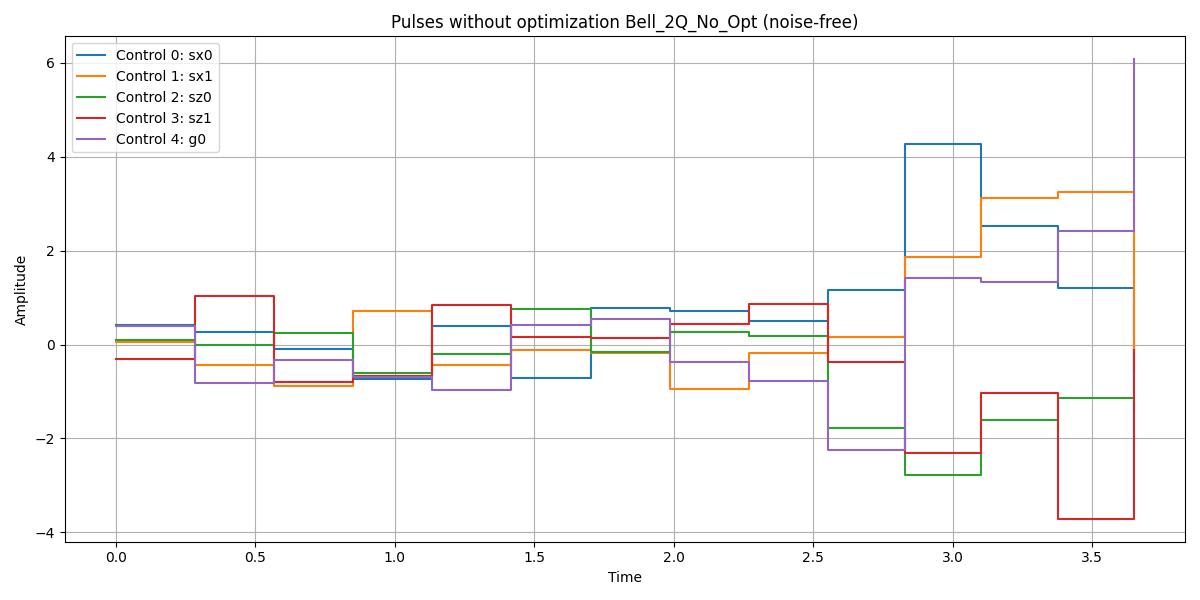 Pulses without optimization Bell_2Q_No_Opt (noise-free)
Control 0: sx0
Control 1: sx1
Control 2: sz0
Control 3: sz1
Control 4: g0
Amplitude
6
4
2
0
−2
−4
0.0 0.5 1.0 1.5 2.0 2.5 3.0 3.5
Time